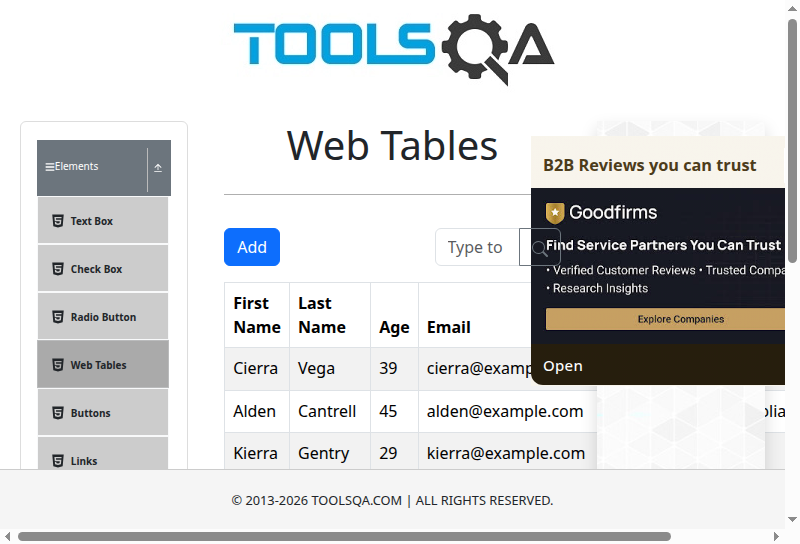 TOOLSQA
Elements
Text Box
Check Box
Radio Button
Web Tables
Buttons
Links
Web Tables
Add
Type to
First Name
Last Name
Age
Email
Cierra
Vega
39
cierra@examp
Alden
Cantrell
45
alden@example.com
Kierra
Gentry
29
kierra@example.com
B2B Reviews you can trust
Goodfirms
Find Service Partners You Can Trust
• Verified Customer Reviews • Trusted Compa
• Research Insights
Explore Companies
Open
© 2013-2026 TOOLSQA.COM | ALL RIGHTS RESERVED.